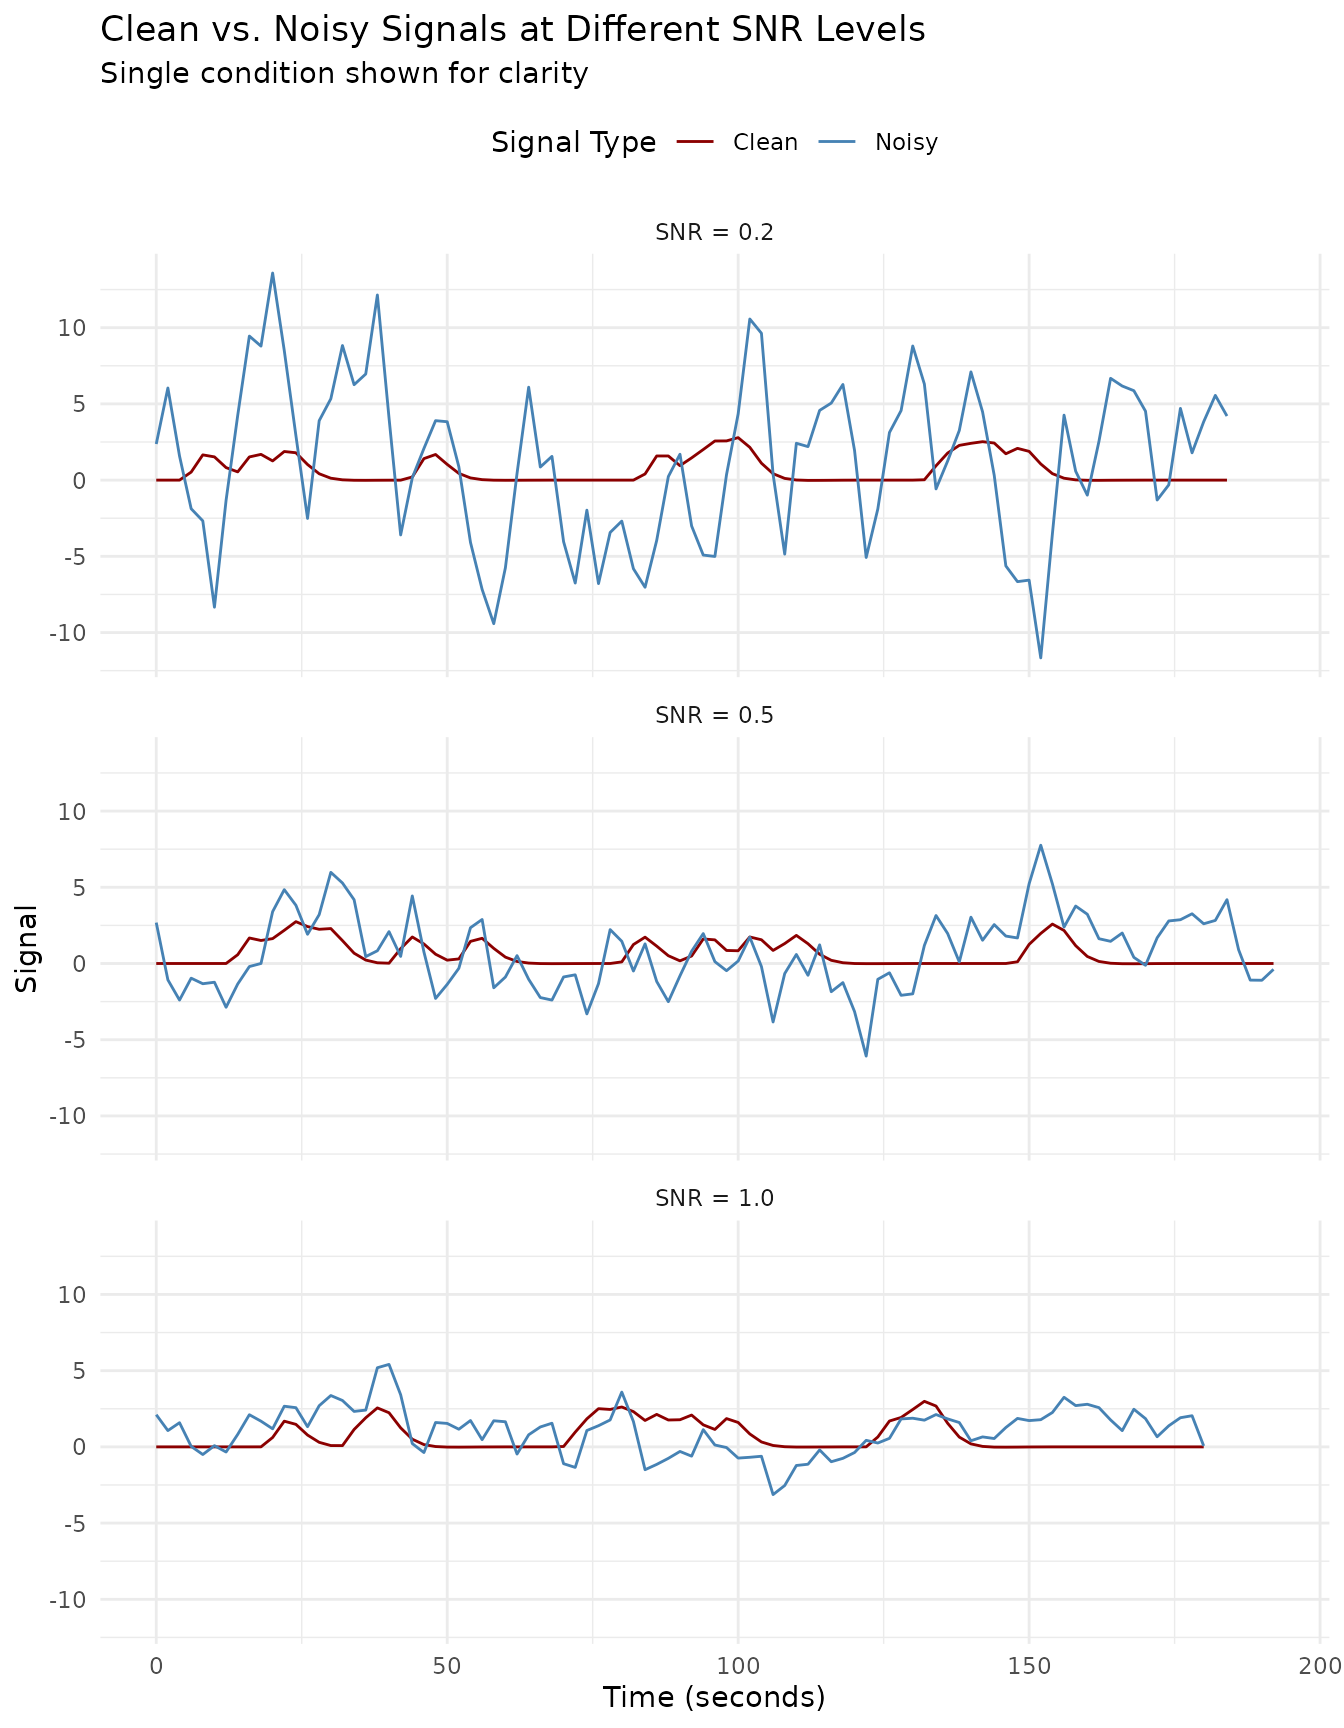 Clean vs. Noisy Signals at Different SNR Levels
Single condition shown for clarity
Signal Type Clean Noisy
SNR = 0.2
10
5
0
-5
-10
SNR = 0.5
10
5
0
-5
-10
Signal
SNR = 1.0
10
5
0
-5
-10
0 50 100 150 200
Time (seconds)